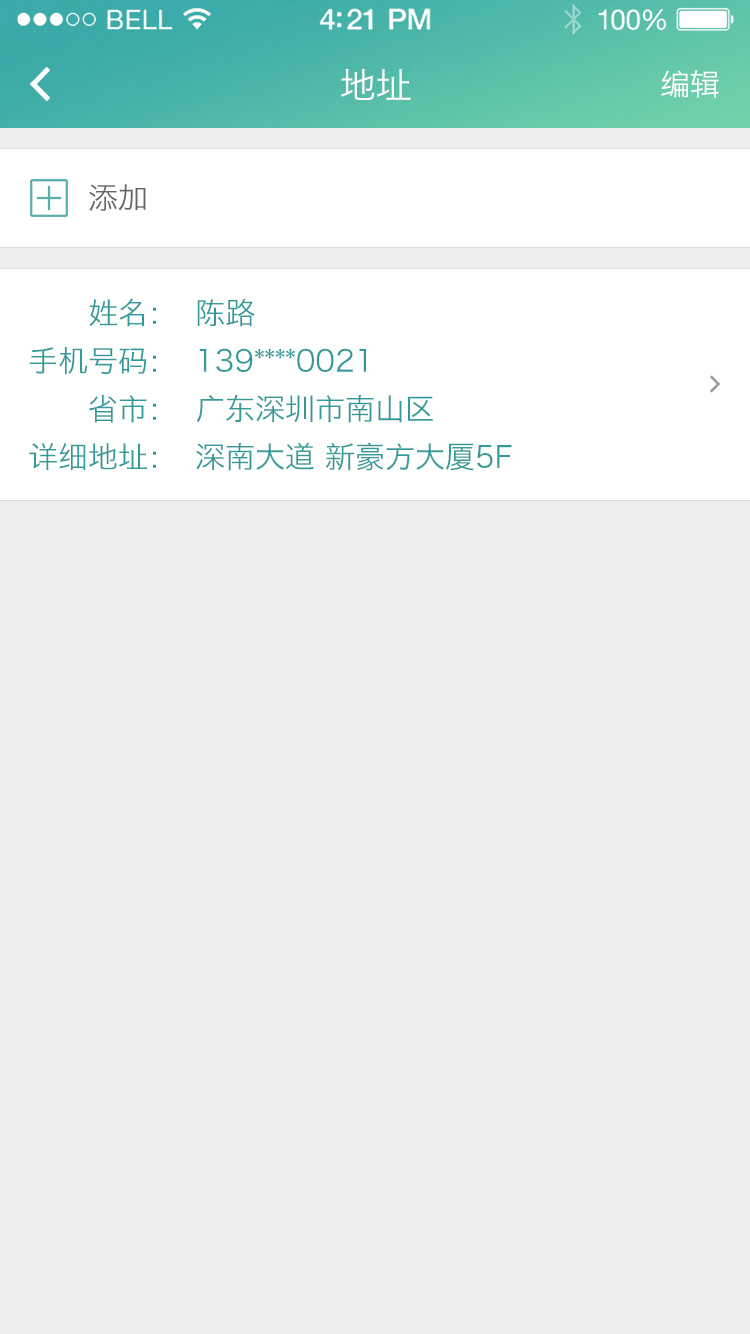 BELL 4:21 PM 100%
地址 编辑
添加
姓名： 陈路
手机号码： 139****0021
省市： 广东深圳市南山区
详细地址： 深南大道 新豪方大厦5F